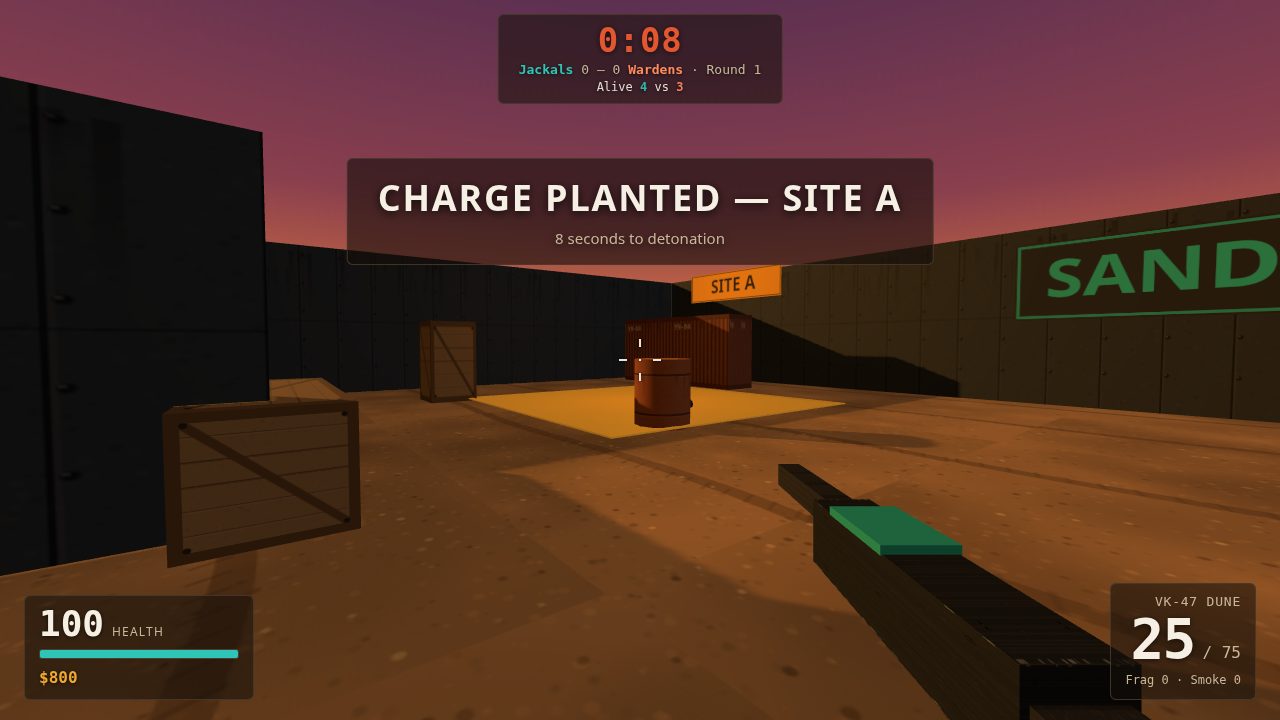 0:08
Jackals 0 — 0 Wardens · Round 1
Alive 4 vs 3
CHARGE PLANTED — SITE A
8 seconds to detonation
SITE A
SAND
100 HEALTH
$800
VK-47 DUNE
25 / 75
Frag 0 · Smoke 0